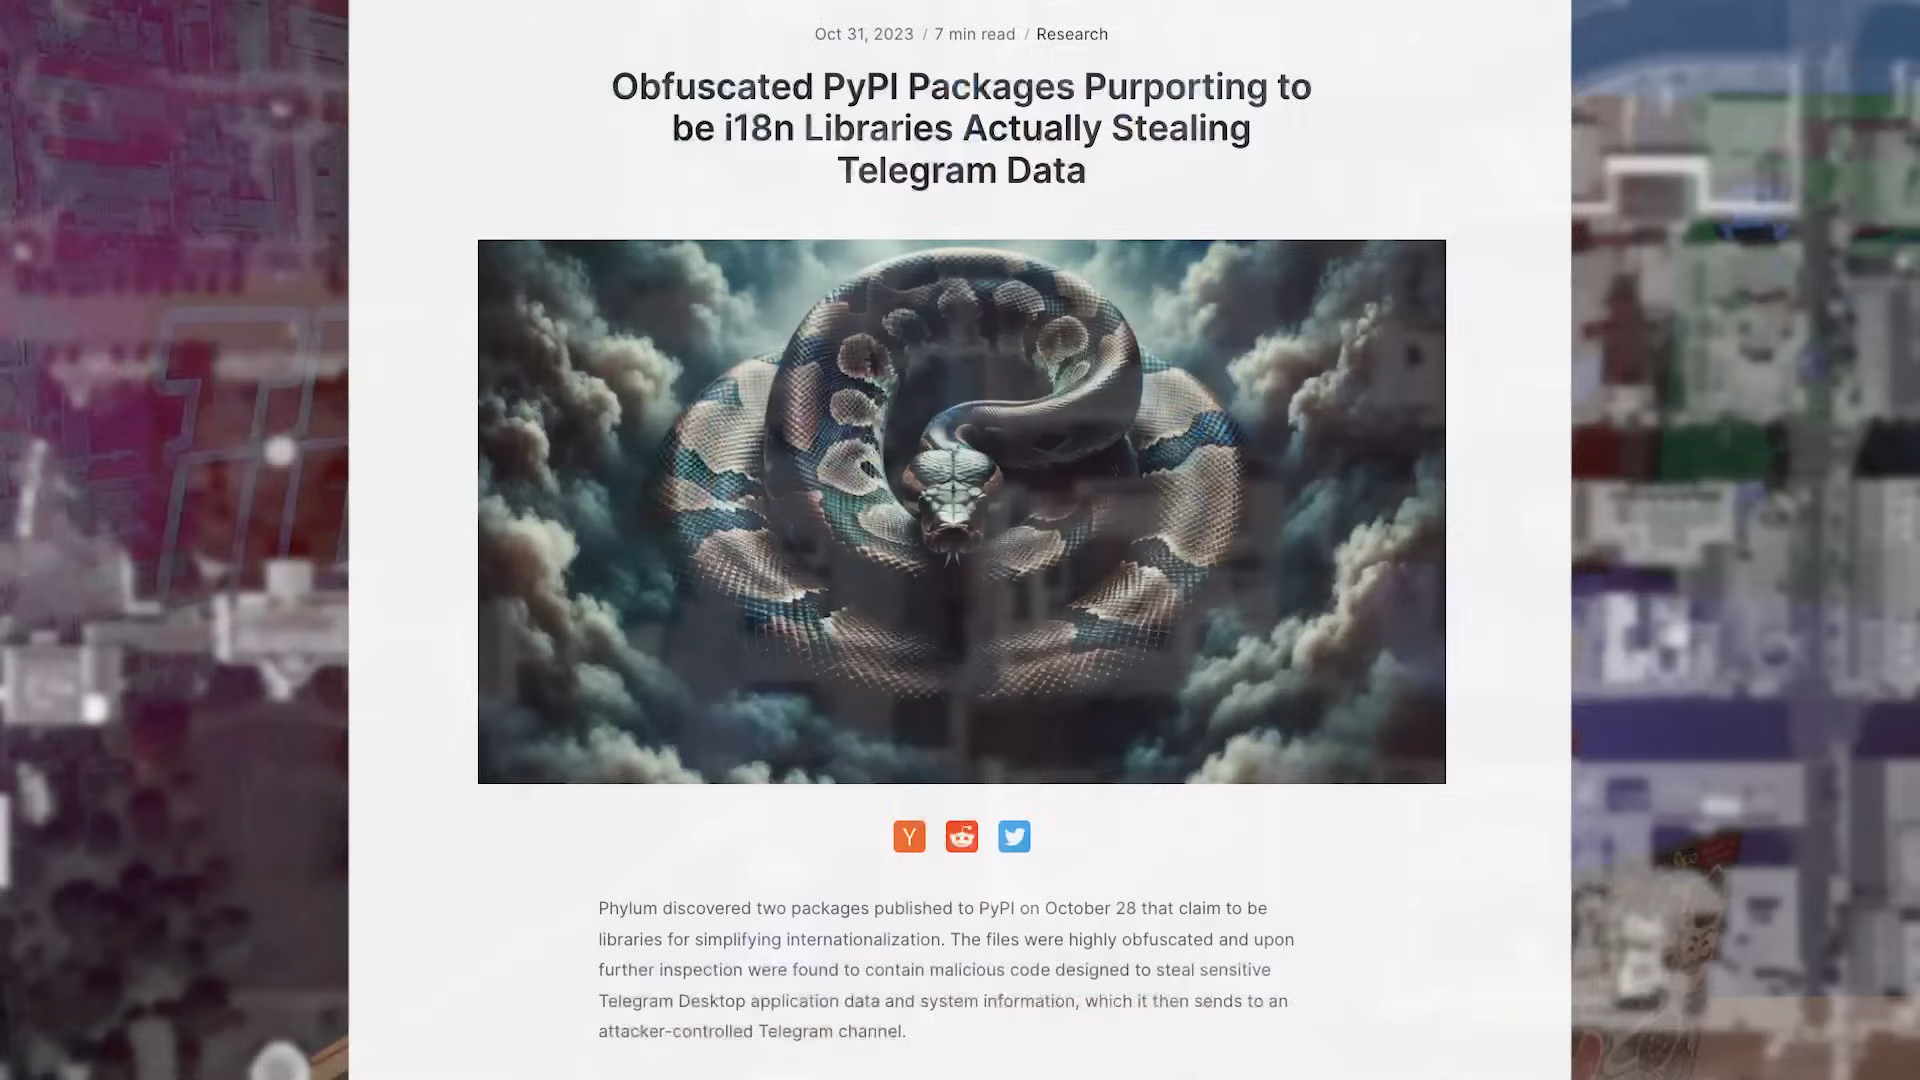 Oct 31, 2023 / 7 min read / Research
Obfuscated PyPI Packages Purporting to
be i18n Libraries Actually Stealing
Telegram Data
Y
Phylum discovered two packages published to PyPI on October 28 that claim to be
libraries for simplifying internationalization. The files were highly obfuscated and upon
further inspection were found to contain malicious code designed to steal sensitive
Telegram Desktop application data and system information, which it then sends to an
attacker-controlled Telegram channel.